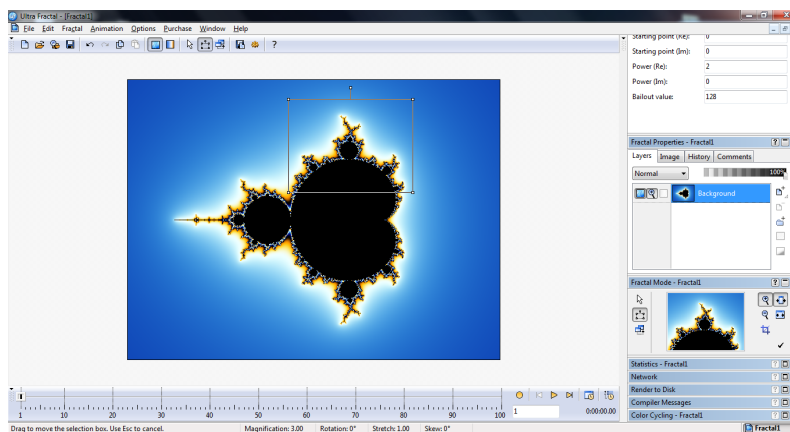 Ultra Fractal - [Fractal1]
File Edit Fractal Animation Options Purchase Window Help
Starting point (Re): 0
Starting point (Im): 0
Power (Re): 2
Power (Im): 0
Bailout value: 128
Fractal Properties - Fractal1
Layers Image History Comments
Normal 100%
Background
Fractal Mode - Fractal1
Statistics - Fractal1
Network
Render to Disk
Compiler Messages
Color Cycling - Fractal1
1 10 20 30 40 50 60 70 80 90 100
1 0:00:00.00
Drag to move the selection box. Use Esc to cancel. Magnification: 3.00 Rotation: 0° Stretch: 1.00 Skew: 0° Fractal1